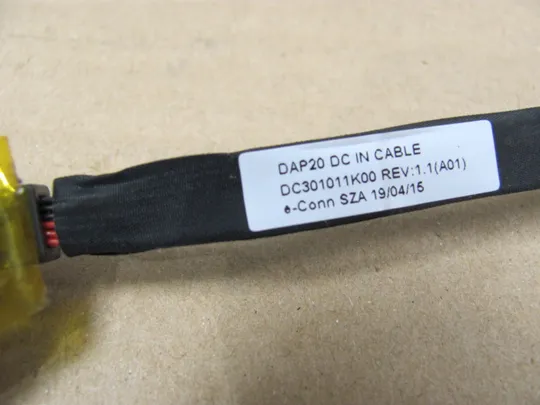 DAP20 DC IN CABLE
DC301011K00 REV:1.1(A01)
e-Conn SZA 19/04/15